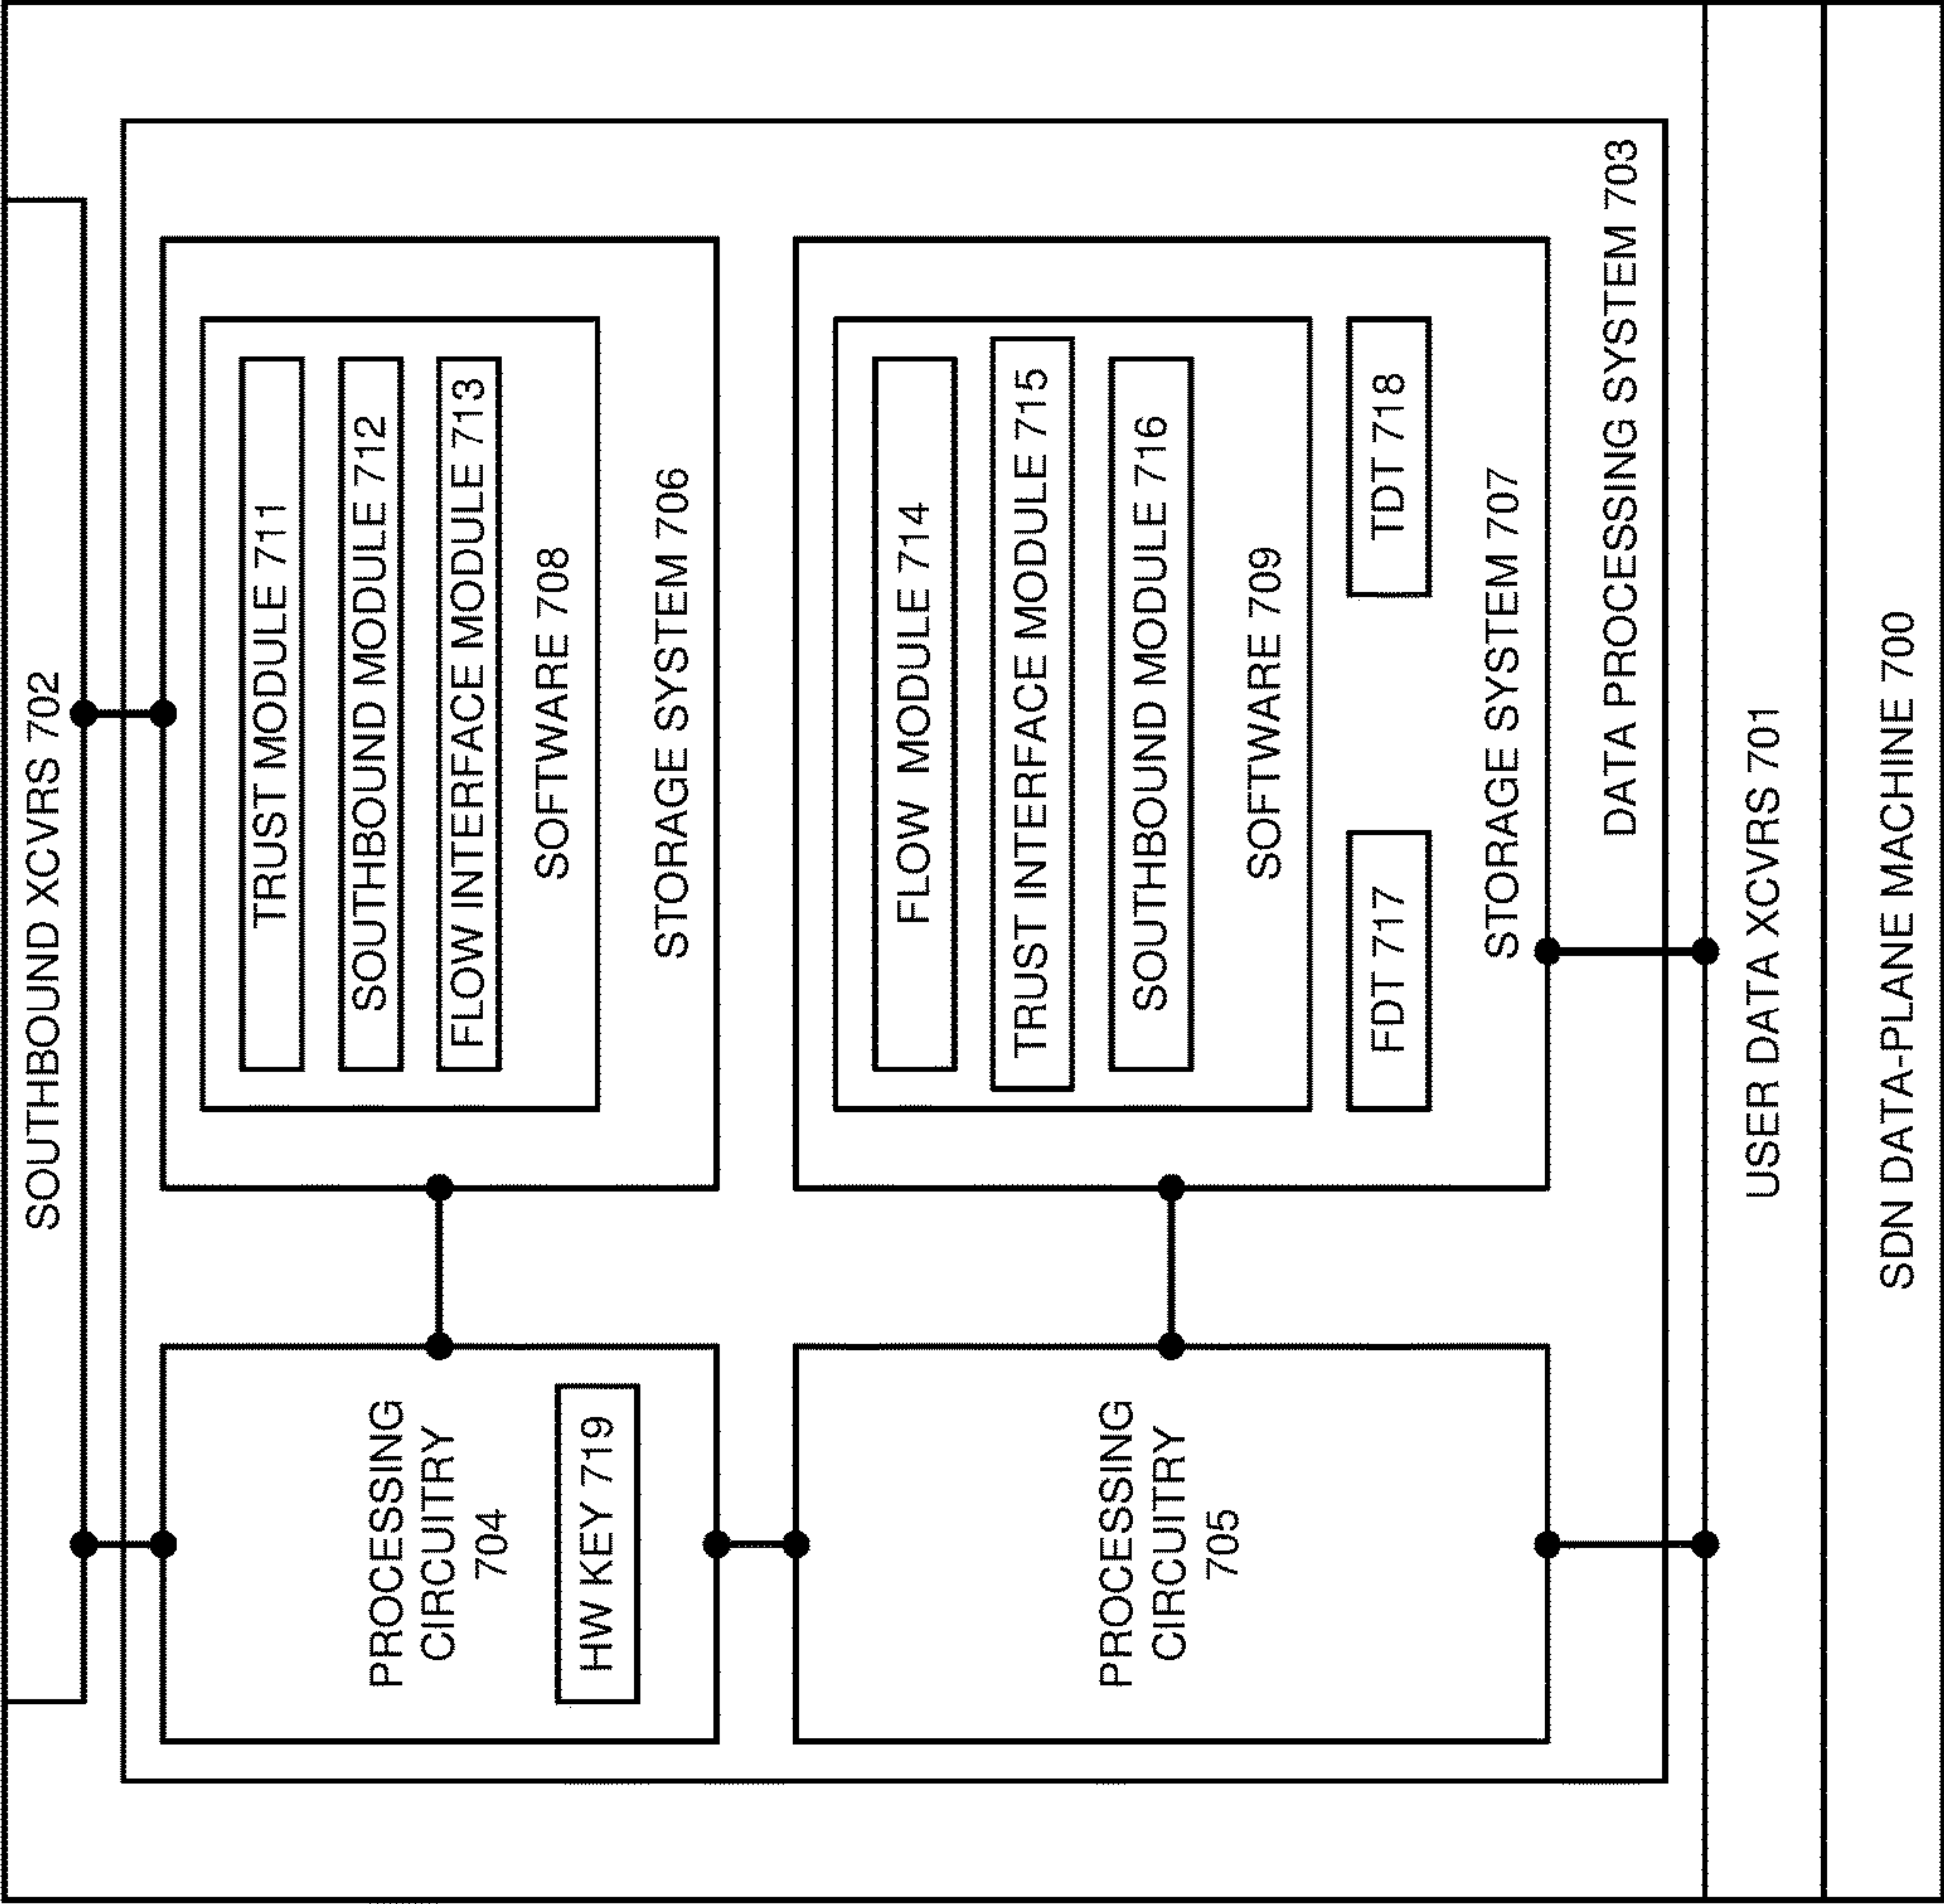 SOUTHBOUND XCVRS 702
PROCESSING
CIRCUITRY
704
HW KEY 719
TRUST MODULE 711
SOUTHBOUND MODULE 712
FLOW INTERFACE MODULE 713
SOFTWARE 708
STORAGE SYSTEM 706
PROCESSING
CIRCUITRY
705
FLOW MODULE 714
TRUST INTERFACE MODULE 715
SOUTHBOUND MODULE 716
SOFTWARE 709
FDT 717
TDT 718
STORAGE SYSTEM 707
DATA PROCESSING SYSTEM 703
USER DATA XCVRS 701
SDN DATA-PLANE MACHINE 700